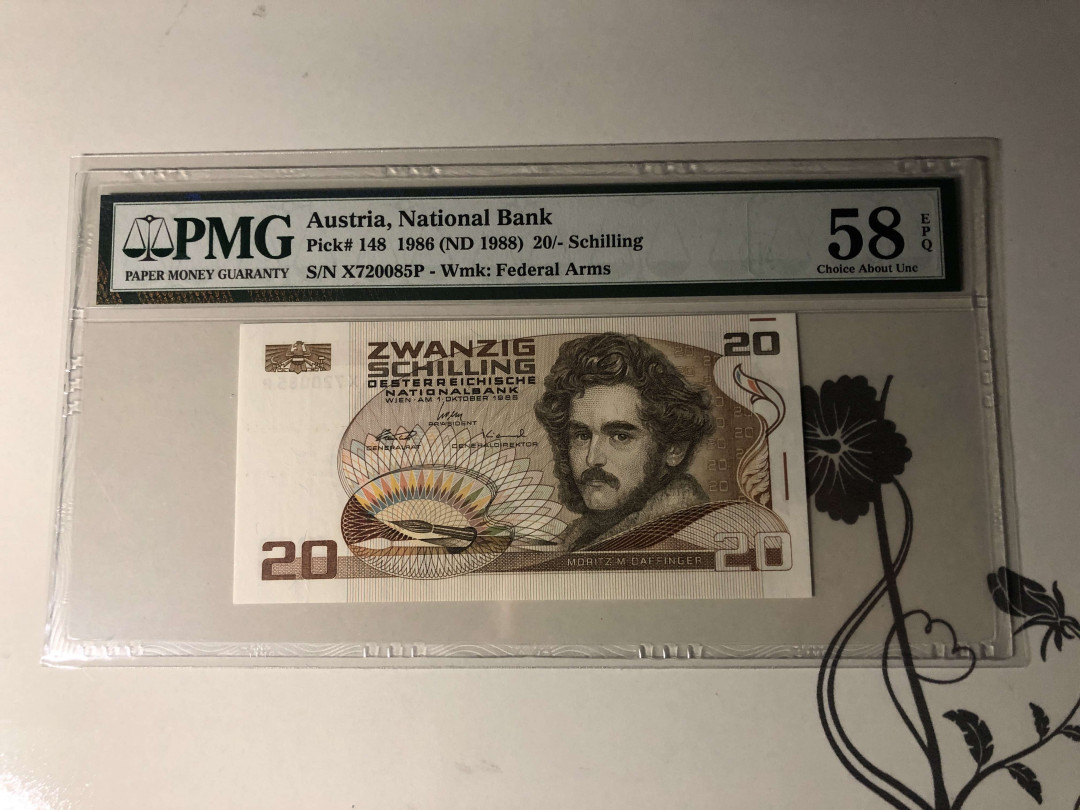 PMG
PAPER MONEY GUARANTY
Austria, National Bank
Pick# 148 1986 (ND 1988) 20/- Schilling
S/N X720085P - Wmk: Federal Arms
58
EPQ
Choice About Unc
ZWANZIG
SCHILLING
OESTERREICHISCHE
NATIONALBANK
WIEN · AM 1. OKTOBER 1986
PRÄSIDENT
GENERALRAT
GENERALDIREKTOR
20
20
MORITZ M. DAFFINGER
20